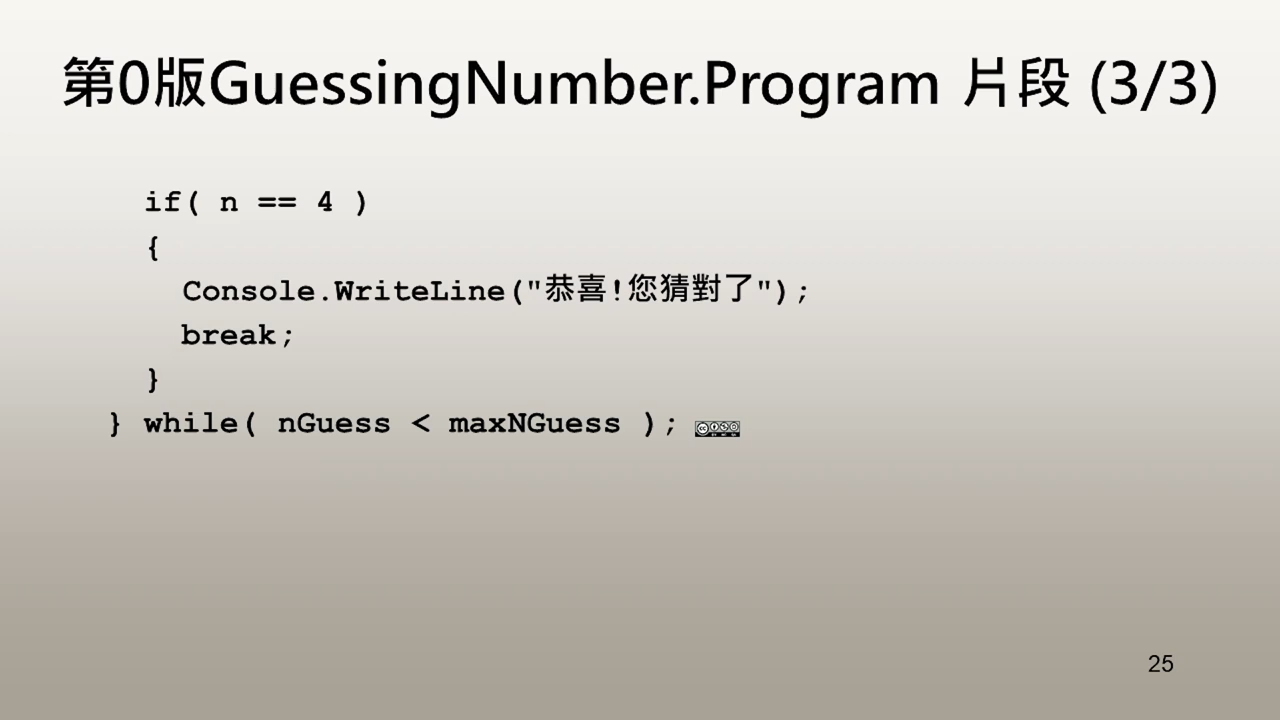 第0版GuessingNumber.Program 片段 (3/3)
if( n == 4 )
{
Console.WriteLine("恭喜!您猜對了");
break;
}
} while( nGuess < maxNGuess );
25